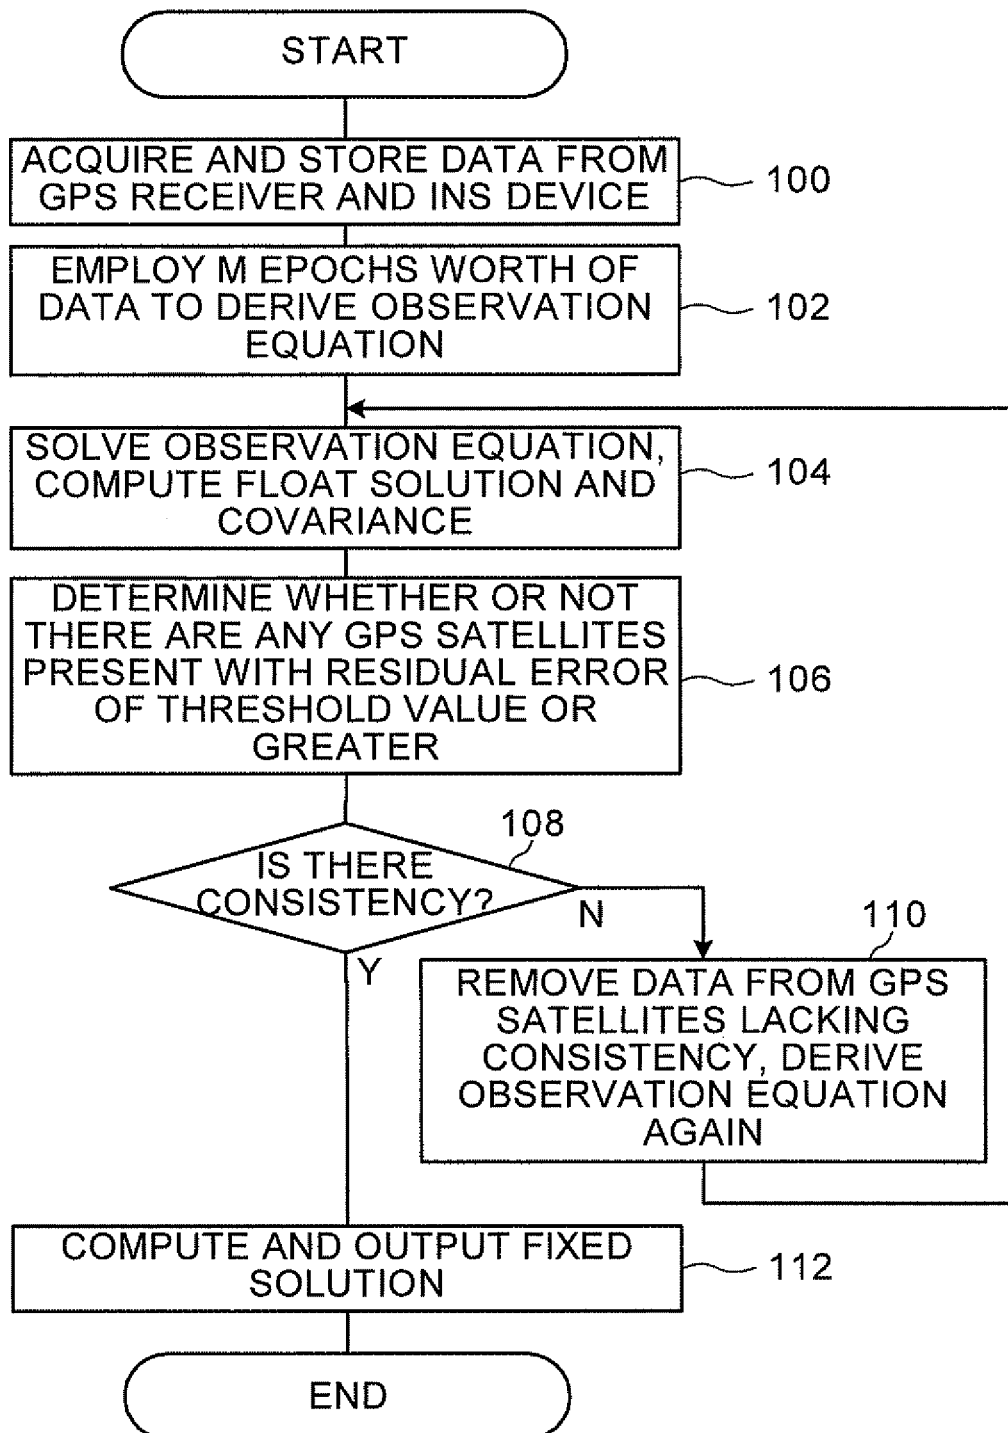 START
ACQUIRE AND STORE DATA FROM
GPS RECEIVER AND INS DEVICE
100
EMPLOY M EPOCHS WORTH OF
DATA TO DERIVE OBSERVATION
EQUATION
102
SOLVE OBSERVATION EQUATION,
COMPUTE FLOAT SOLUTION AND
COVARIANCE
104
DETERMINE WHETHER OR NOT
THERE ARE ANY GPS SATELLITES
PRESENT WITH RESIDUAL ERROR
OF THRESHOLD VALUE OR
GREATER
106
108
IS THERE
CONSISTENCY?
N
Y
110
REMOVE DATA FROM GPS
SATELLITES LACKING
CONSISTENCY, DERIVE
OBSERVATION EQUATION
AGAIN
COMPUTE AND OUTPUT FIXED
SOLUTION
112
END